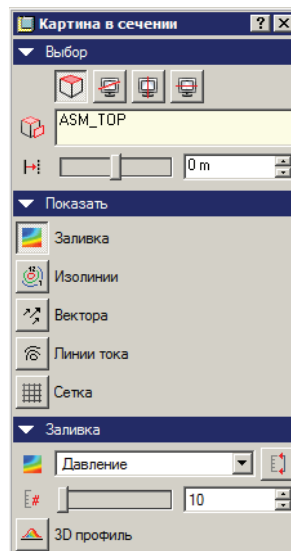 Картина в сечении
Выбор
ASM_TOP
0 m
Показать
Заливка
Изолинии
Вектора
Линии тока
Сетка
Заливка
Давление
10
3D профиль